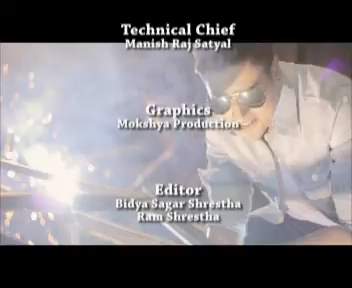 Technical Chief
Manish Raj Satyal
Graphics
Mokshya Production
Editor
Bidya Sagar Shrestha
Ram Shrestha